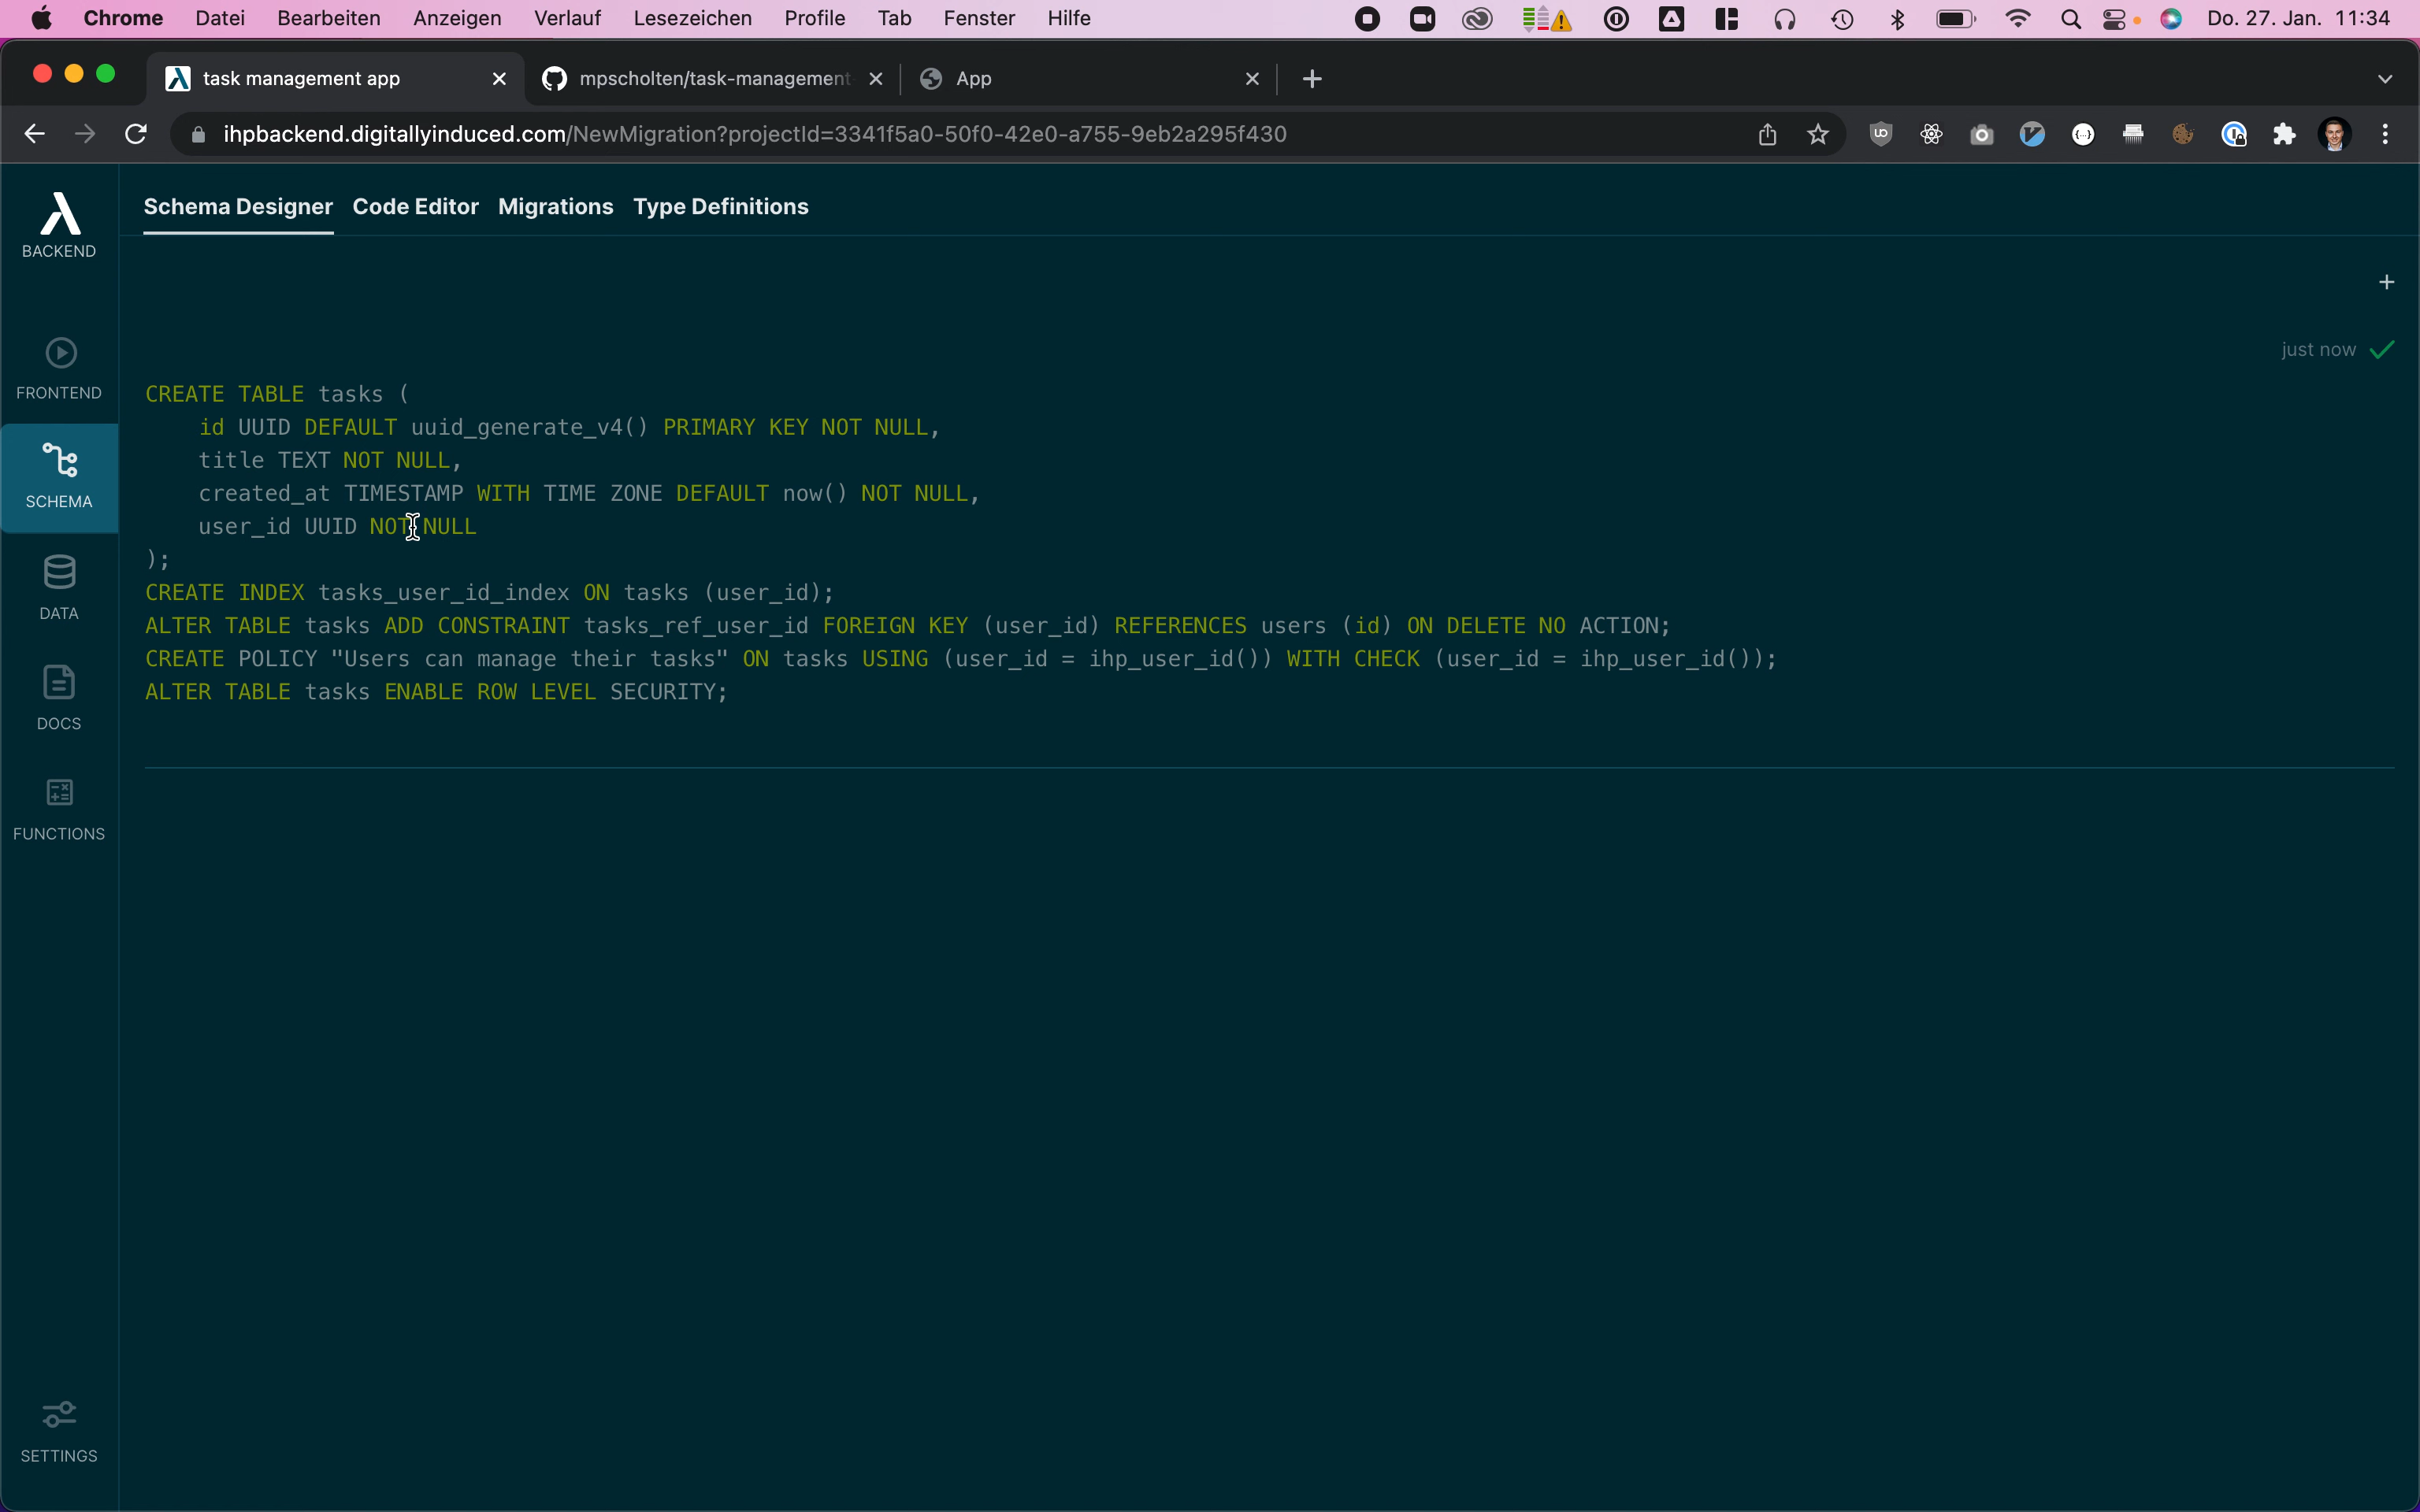 Chrome Datei Bearbeiten Anzeigen Verlauf Lesezeichen Profile Tab Fenster Hilfe Do. 27. Jan. 11:34
task management app mpscholten/task-management App
ihpbackend.digitallyinduced.com/NewMigration?projectId=3341f5a0-50f0-42e0-a755-9eb2a295f430
BACKEND
Schema Designer Code Editor Migrations Type Definitions
+
just now
FRONTEND
SCHEMA
DATA
DOCS
FUNCTIONS
SETTINGS
CREATE TABLE tasks (
    id UUID DEFAULT uuid_generate_v4() PRIMARY KEY NOT NULL,
    title TEXT NOT NULL,
    created_at TIMESTAMP WITH TIME ZONE DEFAULT now() NOT NULL,
    user_id UUID NOT NULL
);
CREATE INDEX tasks_user_id_index ON tasks (user_id);
ALTER TABLE tasks ADD CONSTRAINT tasks_ref_user_id FOREIGN KEY (user_id) REFERENCES users (id) ON DELETE NO ACTION;
CREATE POLICY "Users can manage their tasks" ON tasks USING (user_id = ihp_user_id()) WITH CHECK (user_id = ihp_user_id());
ALTER TABLE tasks ENABLE ROW LEVEL SECURITY;